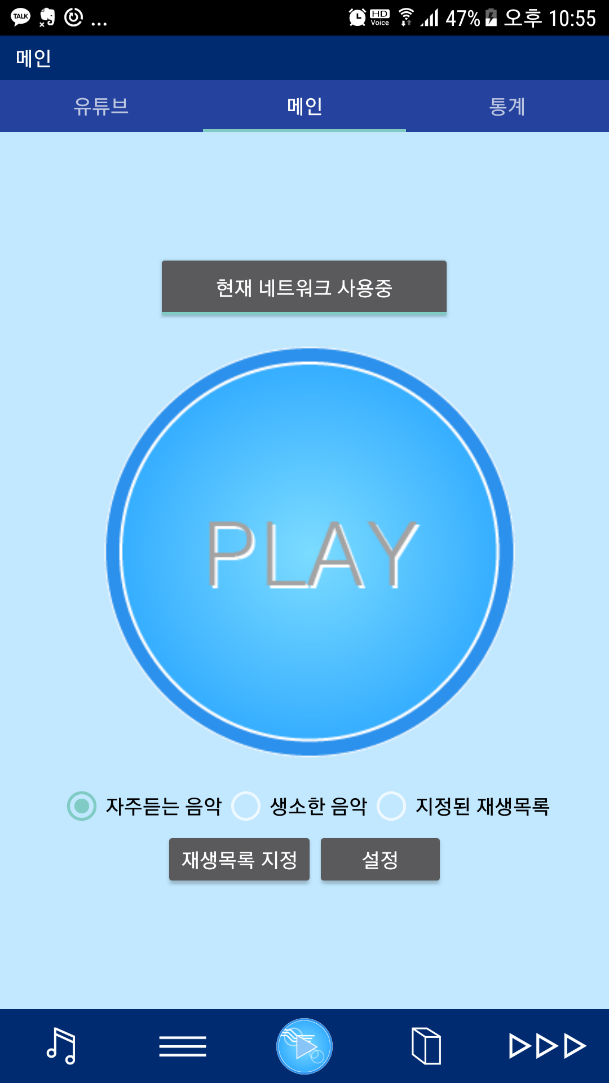 TALK ... HD Voice 47% 오후 10:55
메인
유튜브 메인 통계
현재 네트워크 사용중
PLAY
자주듣는 음악 생소한 음악 지정된 재생목록
재생목록 지정 설정